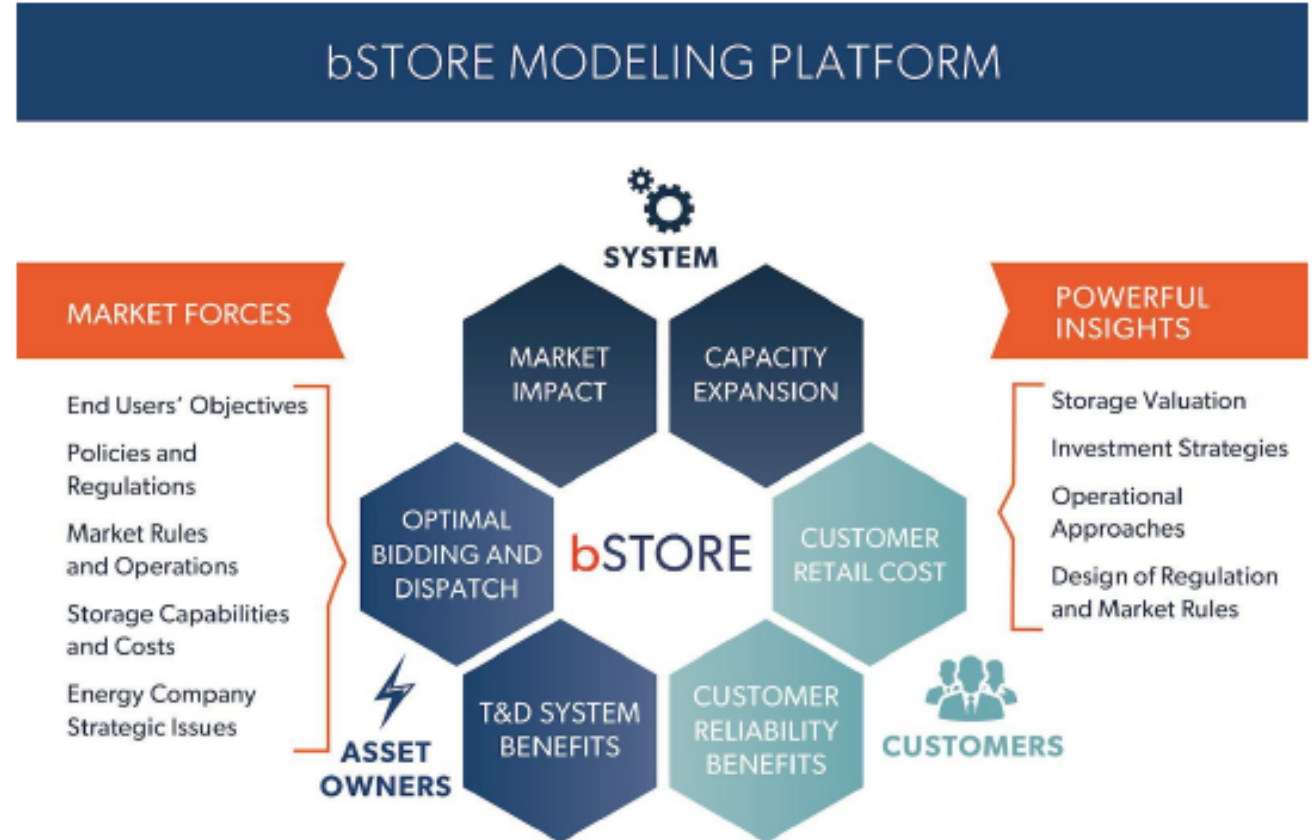 bSTORE MODELING PLATFORM
SYSTEM
MARKET FORCES
End Users' Objectives
Policies and
Regulations
Market Rules
and Operations
Storage Capabilities
and Costs
Energy Company
Strategic Issues
MARKET
IMPACT
CAPACITY
EXPANSION
OPTIMAL
BIDDING AND
DISPATCH
bSTORE
CUSTOMER
RETAIL COST
T&D SYSTEM
BENEFITS
CUSTOMER
RELIABILITY
BENEFITS
ASSET
OWNERS
CUSTOMERS
POWERFUL
INSIGHTS
Storage Valuation
Investment Strategies
Operational
Approaches
Design of Regulation
and Market Rules